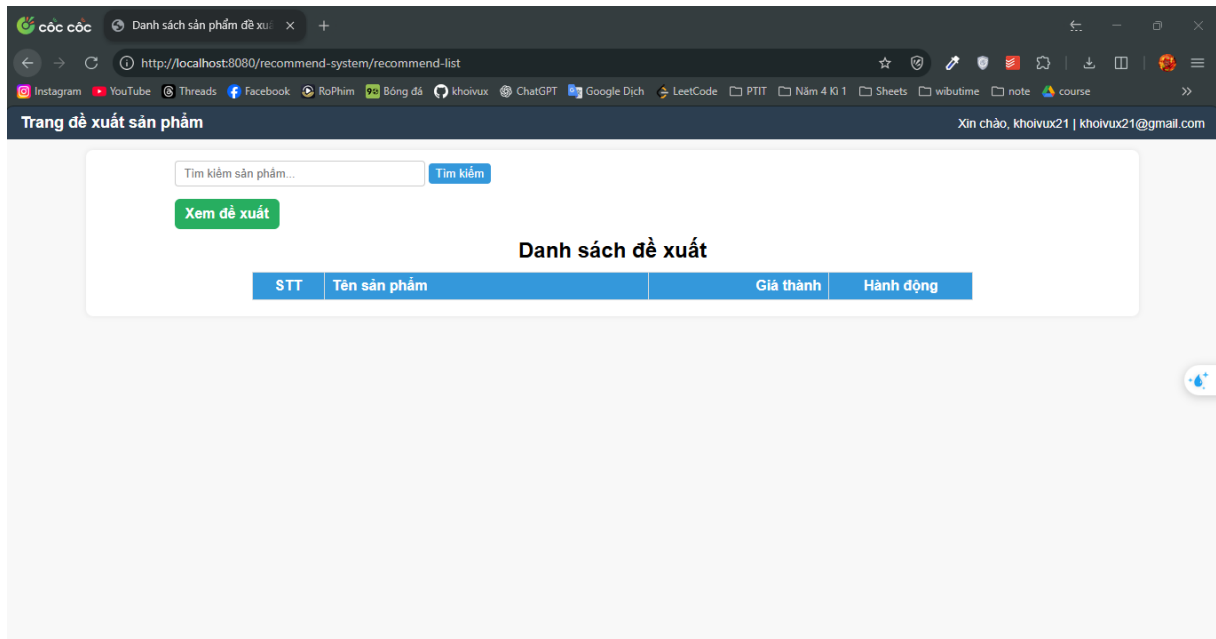 cốc cốc Danh sách sản phẩm đề xuấ
http://localhost:8080/recommend-system/recommend-list
Instagram YouTube Threads Facebook RoPhim 90 Bóng đá khoivux ChatGPT Google Dịch LeetCode PTIT Năm 4 Kì 1 Sheets wibutime note course
Trang đề xuất sản phẩm Xin chào, khoivux21 | khoivux21@gmail.com
Tìm kiếm sản phẩm... Tìm kiếm
Xem đề xuất
Danh sách đề xuất
STT Tên sản phẩm Giá thành Hành động